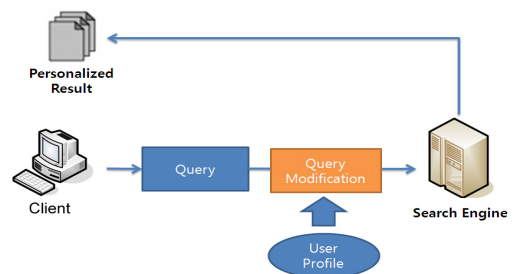 Personalized
Result
Client
Query
Query
Modification
Search Engine
User
Profile